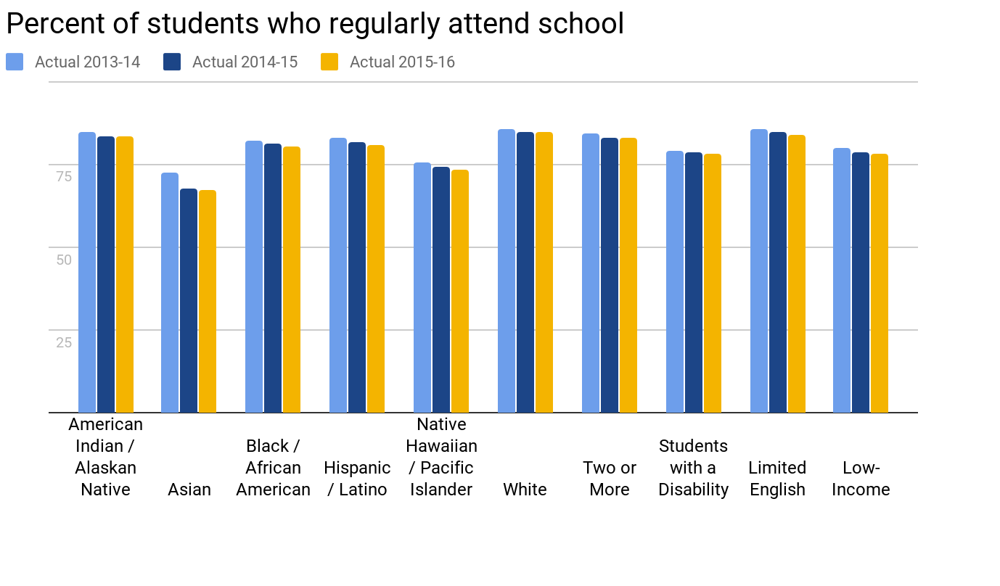 Percent of students who regularly attend school
Actual 2013-14
Actual 2014-15
Actual 2015-16
75
50
25
American
Indian /
Alaskan
Native
Asian
Black /
African
American
Hispanic
/ Latino
Native
Hawaiian
/ Pacific
Islander
White
Two or
More
Students
with a
Disability
Limited
English
Low-
Income